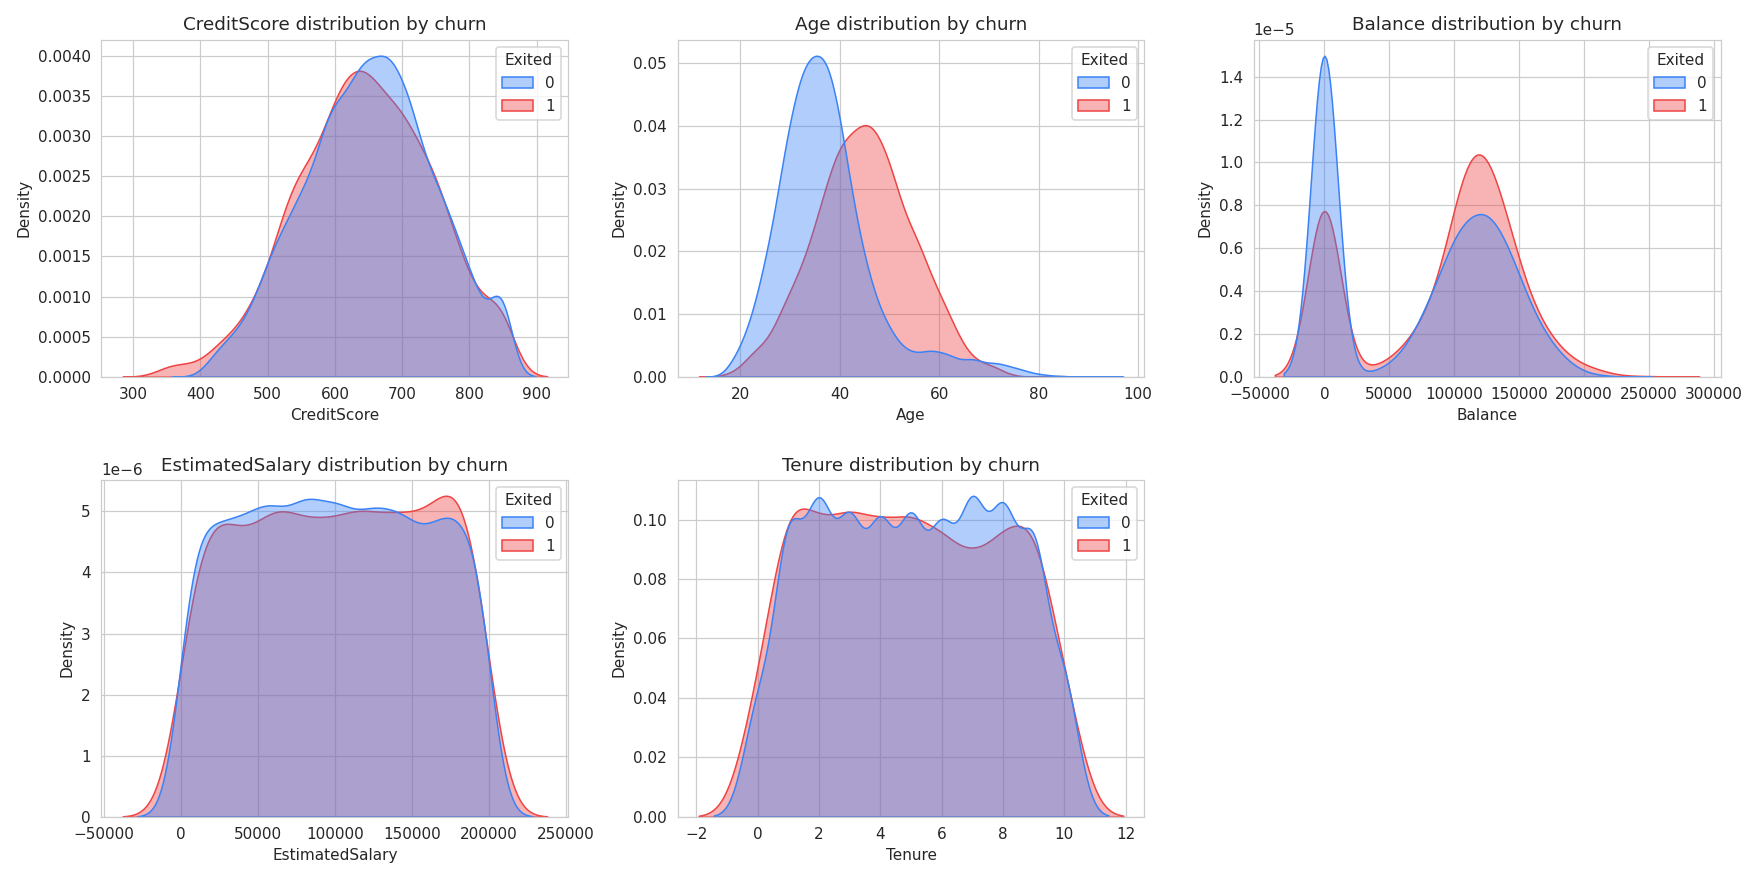 CreditScore distribution by churn
0.0040
0.0035
0.0030
0.0025
0.0020
0.0015
0.0010
0.0005
0.0000
Density
300 400 500 600 700 800 900
CreditScore
Exited
0
1
Age distribution by churn
0.05
0.04
0.03
0.02
0.01
0.00
Density
20 40 60 80 100
Age
Exited
0
1
1e−5
Balance distribution by churn
1.4
1.2
1.0
0.8
0.6
0.4
0.2
0.0
Density
−50000 0 50000 100000 150000 200000 250000 300000
Balance
Exited
0
1
1e−6
EstimatedSalary distribution by churn
5
4
3
2
1
0
Density
−50000 0 50000 100000 150000 200000 250000
EstimatedSalary
Exited
0
1
Tenure distribution by churn
0.10
0.08
0.06
0.04
0.02
0.00
Density
−2 0 2 4 6 8 10 12
Tenure
Exited
0
1